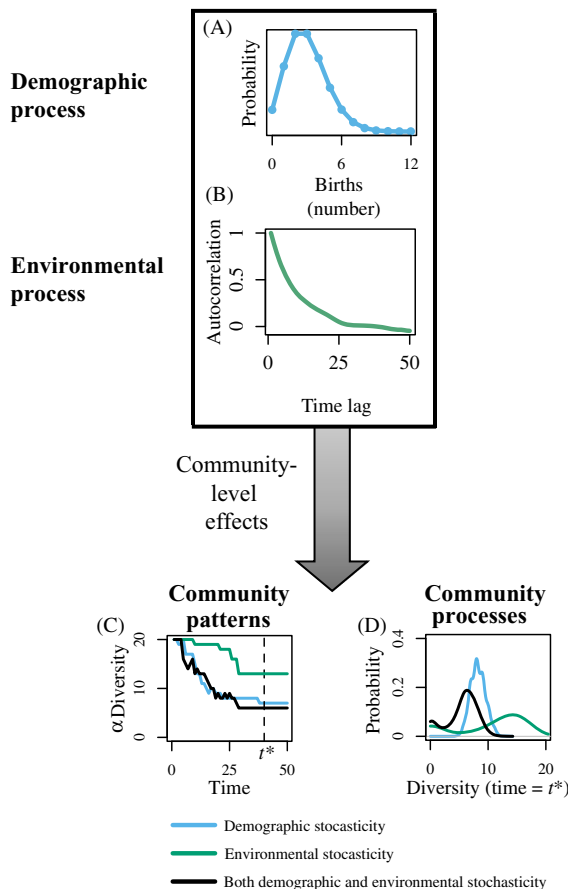 (A)
Demographic
process
Probability
0 6 12
Births
(number)
(B)
Environmental
process
Autocorrelation
1
0.5
0
0 25 50
Time lag
Community-
level
effects
Community
patterns
(C)
α Diversity
20
10
0
t*
0 25 50
Time
Community
processes
(D)
Probability
0.4
0.2
0
0 10 20
Diversity (time = t*)
Demographic stocasticity
Environmental stocasticity
Both demographic and environmental stochasticity